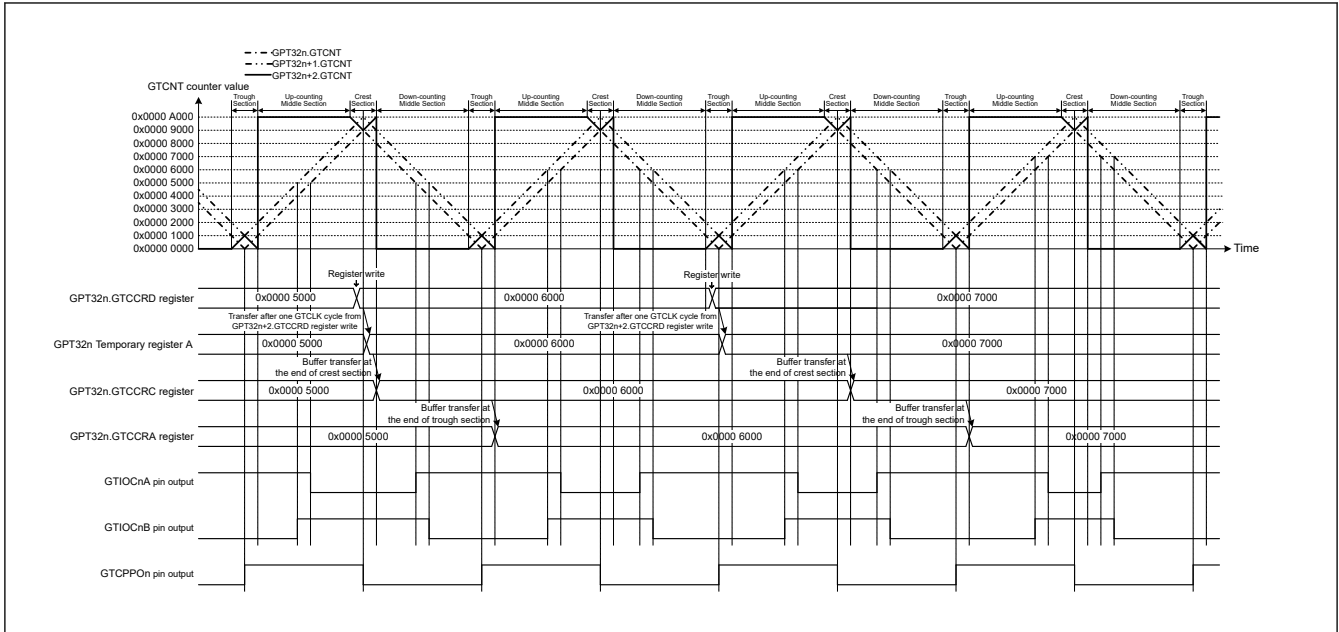 GPT32n.GTCNT
GPT32n+1.GTCNT
GPT32n+2.GTCNT
GTCNT counter value
Trough Section
Up-counting Middle Section
Crest Section
Down-counting Middle Section
Trough Section
Up-counting Middle Section
Crest Section
Down-counting Middle Section
Trough Section
Up-counting Middle Section
Crest Section
Down-counting Middle Section
Trough Section
Up-counting Middle Section
Crest Section
Down-counting Middle Section
Trough Section
0x0000 A000
0x0000 9000
0x0000 8000
0x0000 7000
0x0000 6000
0x0000 5000
0x0000 4000
0x0000 3000
0x0000 2000
0x0000 1000
0x0000 0000
Time
Register write
Register write
GPT32n.GTCCRD register
0x0000 5000
0x0000 6000
0x0000 7000
Transfer after one GTCLK cycle from
GPT32n+2.GTCCRD register write
Transfer after one GTCLK cycle from
GPT32n+2.GTCCRD register write
GPT32n Temporary register A
0x0000 5000
0x0000 6000
0x0000 7000
Buffer transfer at
the end of crest section
Buffer transfer at
the end of crest section
GPT32n.GTCCRC register
0x0000 5000
0x0000 6000
0x0000 7000
Buffer transfer at
the end of trough section
Buffer transfer at
the end of trough section
GPT32n.GTCCRA register
0x0000 5000
0x0000 6000
0x0000 7000
GTIOCnA pin output
GTIOCnB pin output
GTCPPOn pin output